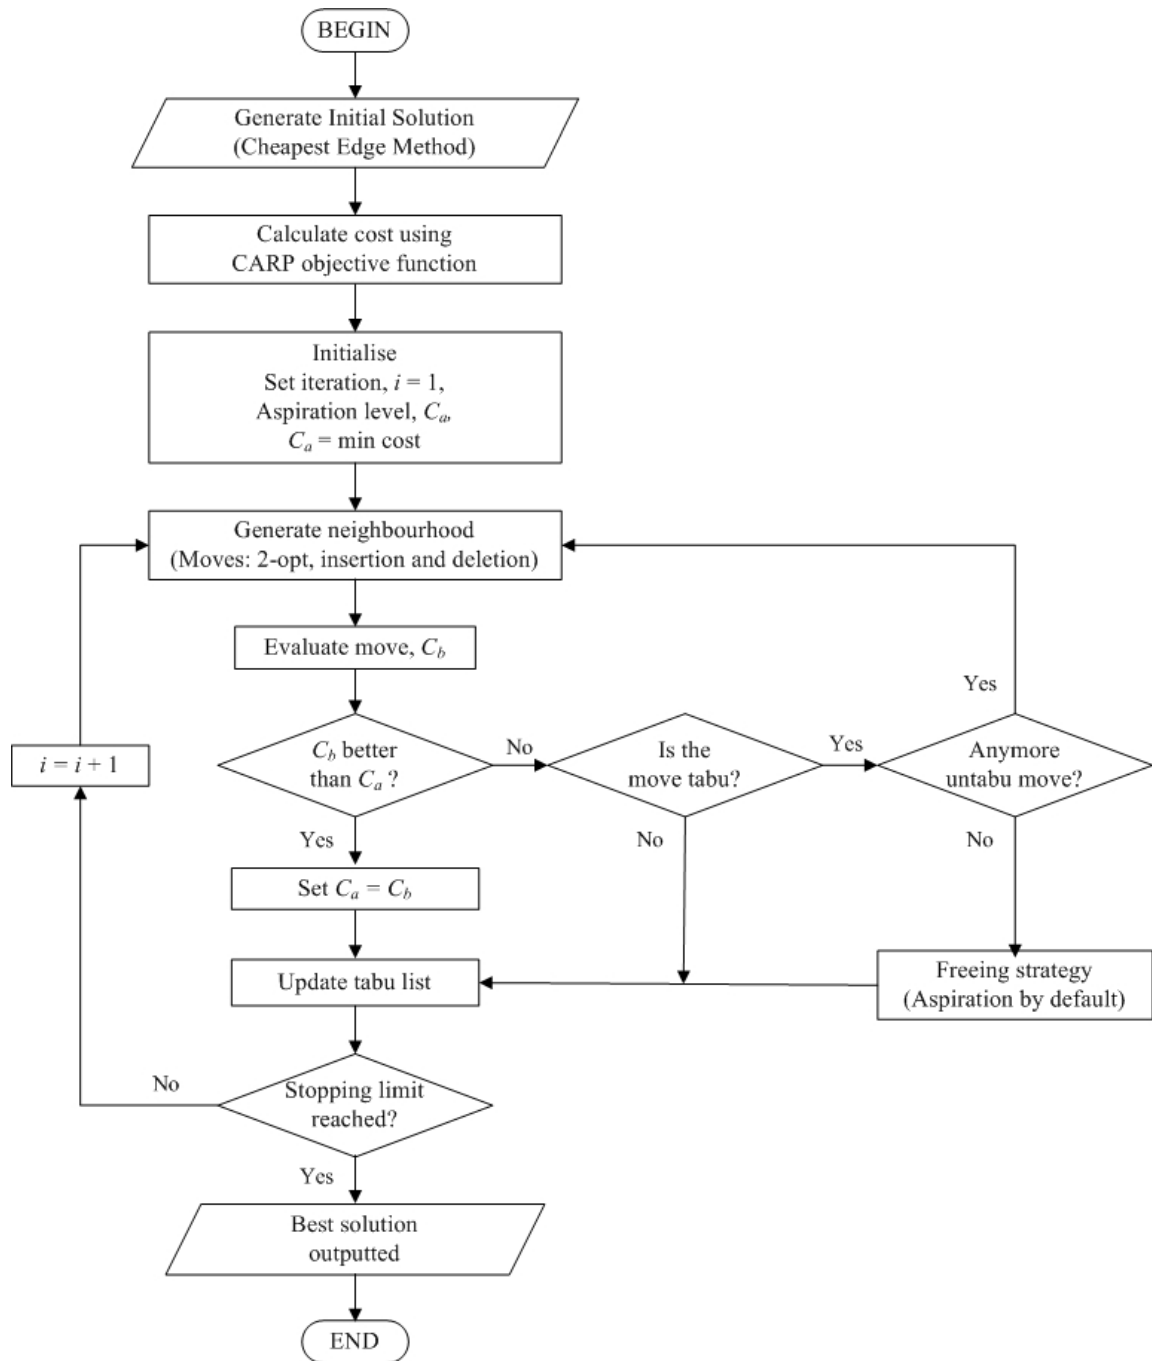 BEGIN
Generate Initial Solution
(Cheapest Edge Method)
Calculate cost using
CARP objective function
Initialise
Set iteration, i = 1,
Aspiration level, Ca,
Ca = min cost
Generate neighbourhood
(Moves: 2-opt, insertion and deletion)
Evaluate move, Cb
Yes
i = i + 1
Cb better
than Ca ?
No
Is the
move tabu?
Yes
Anymore
untabu move?
Yes
No
No
Set Ca = Cb
Update tabu list
Freeing strategy
(Aspiration by default)
No
Stopping limit
reached?
Yes
Best solution
outputted
END